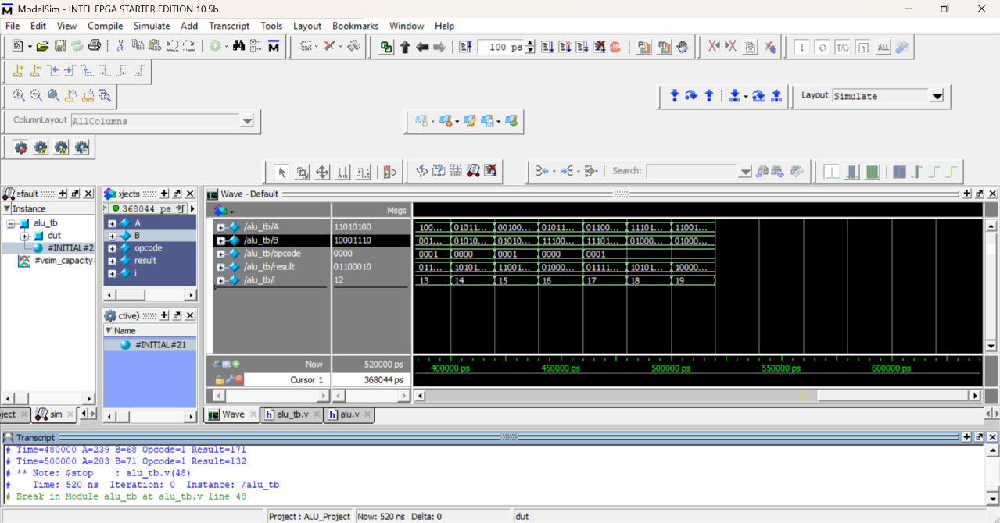 ModelSim - INTEL FPGA STARTER EDITION 10.5b
File Edit View Compile Simulate Add Transcript Tools Layout Bookmarks Window Help
100 ps
ALL
Layout Simulate
ColumnLayout AllColumns
Search:
efault
Instance
alu_tb
dut
#INITIAL#2
#vsim_capacity
ojects
368044 ps
A
B
opcode
result
i
ctive)
Name
#INITIAL#21
Wave - Default
Msgs
/alu_tb/A 11010100 100... 01011... 00100... 01011... 01100... 11101... 11001...
/alu_tb/B 10001110 001... 01010... 01010... 11100... 11101... 01000... 01000...
/alu_tb/opcode 0000 0001 0000 0001 0000 0001
/alu_tb/result 01100010 011... 10101... 11001... 01000... 01111... 10101... 10000...
/alu_tb/i 12 13 14 15 16 17 18 19
Now 520000 ps
Cursor 1 368044 ps
400000 ps 450000 ps 500000 ps 550000 ps 600000 ps
ject sim
Wave alu_tb.v alu.v
Transcript
# Time=480000 A=239 B=68 Opcode=1 Result=171
# Time=500000 A=203 B=71 Opcode=1 Result=132
# ** Note: $stop : alu_tb.v(48)
# Time: 520 ns Iteration: 0 Instance: /alu_tb
# Break in Module alu_tb at alu_tb.v line 48
Project : ALU_Project Now: 520 ns Delta: 0 dut